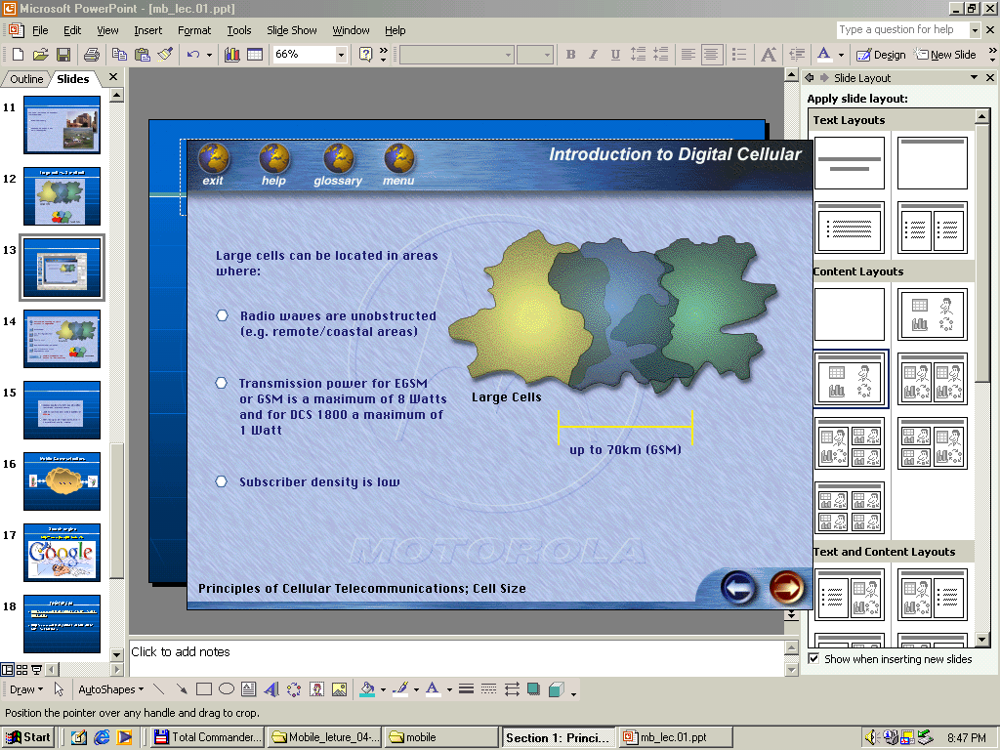 Microsoft PowerPoint - [mb_lec.01.ppt]
File Edit View Insert Format Tools Slide Show Window Help
Type a question for help
66%
B I U
A A
Design New Slide
Outline Slides
Slide Layout
Apply slide layout:
Text Layouts
Content Layouts
Text and Content Layouts
Show when inserting new slides
11
12
13
14
15
16
17
Google
18
exit help glossary menu
Introduction to Digital Cellular
Large cells can be located in areas
where:
Radio waves are unobstructed
(e.g. remote/coastal areas)
Transmission power for EGSM
or GSM is a maximum of 8 Watts
and for DCS 1800 a maximum of
1 Watt
Subscriber density is low
Large Cells
up to 70km (GSM)
MOTOROLA
Principles of Cellular Telecommunications; Cell Size
Click to add notes
Draw AutoShapes
Position the pointer over any handle and drag to crop.
Start Total Commander... Mobile_leture_04-... mobile Section 1: Princi... mb_lec.01.ppt 8:47 PM